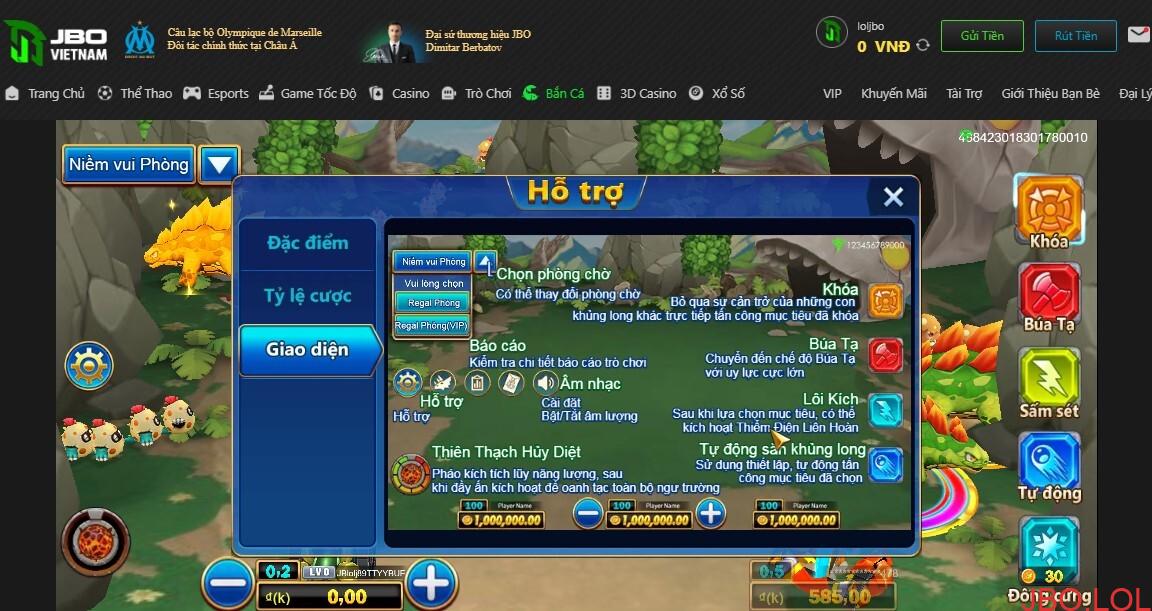 JBO
VIETNAM
Câu lạc bộ Olympique de Marseille
Đôi tác chính thức tại Châu Á
Đại sứ thương hiệu JBO
Dimitar Berbatov
loljbo
0 VNĐ
Gửi Tiền
Rút Tiền
Trang Chủ
Thể Thao
Esports
Game Tốc Độ
Casino
Trò Chơi
Bắn Cá
3D Casino
Xổ Số
VIP
Khuyến Mãi
Tài Trợ
Giới Thiệu Bạn Bè
Đại Lý
Niềm vui Phòng
Hỗ trợ
Đặc điểm
Tỷ lệ cược
Giao diện
123456789000
Niềm vui Phòng
Vui lòng chọn
Regal Phòng
Regal Phòng(VIP)
Chọn phòng chờ
Có thể thay đổi phòng chờ
Khóa
Bỏ qua sự cản trở của những con
khủng long khác trực tiếp tấn công mục tiêu đã khóa
Báo cáo
Kiểm tra chi tiết báo cáo trò chơi
Búa Tạ
Chuyển đến chế độ Búa Tạ
với uy lực cực lớn
Âm nhạc
Cài đặt
Bật/Tắt âm lượng
Hỗ trợ
Hỗ trợ
Lôi Kích
Sau khi lựa chọn mục tiêu, có thể
kích hoạt Thiểm Điện Liên Hoàn
Thiên Thạch Hủy Diệt
Pháo kích tích lũy năng lượng, sau
khi đầy ấn kích hoạt để oanh tạc toàn bộ ngư trường
Tự động săn khủng long
Sử dụng thiết lập, tự động tấn
công mục tiêu đã chọn
100 Player Name
1,000,000.00
100 Player Name
1,000,000.00
100 Player Name
1,000,000.00
Khóa
Búa Tạ
Sấm sét
Tự động
30
Đóng cứng
0,2
LV0
đ(k) 0,00
0,5
đ(k) 585,00
JBO LOL